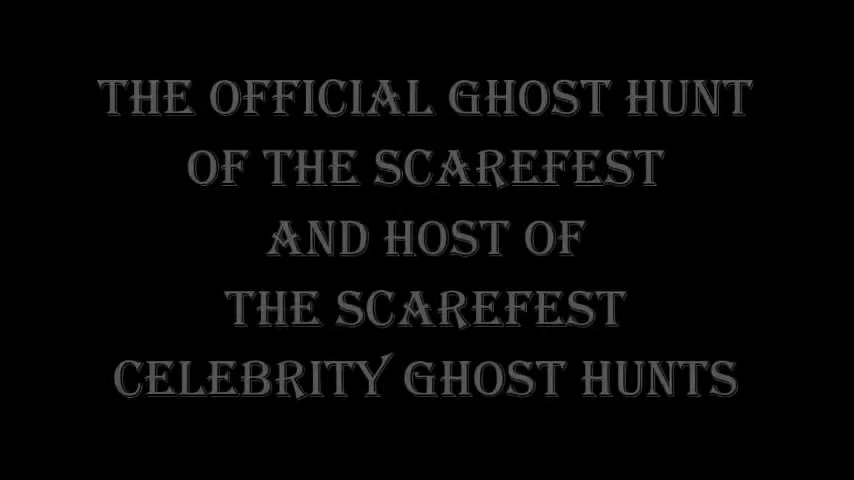 THE OFFICIAL GHOST HUNT
OF THE SCAREFEST
AND HOST OF
THE SCAREFEST
CELEBRITY GHOST HUNTS